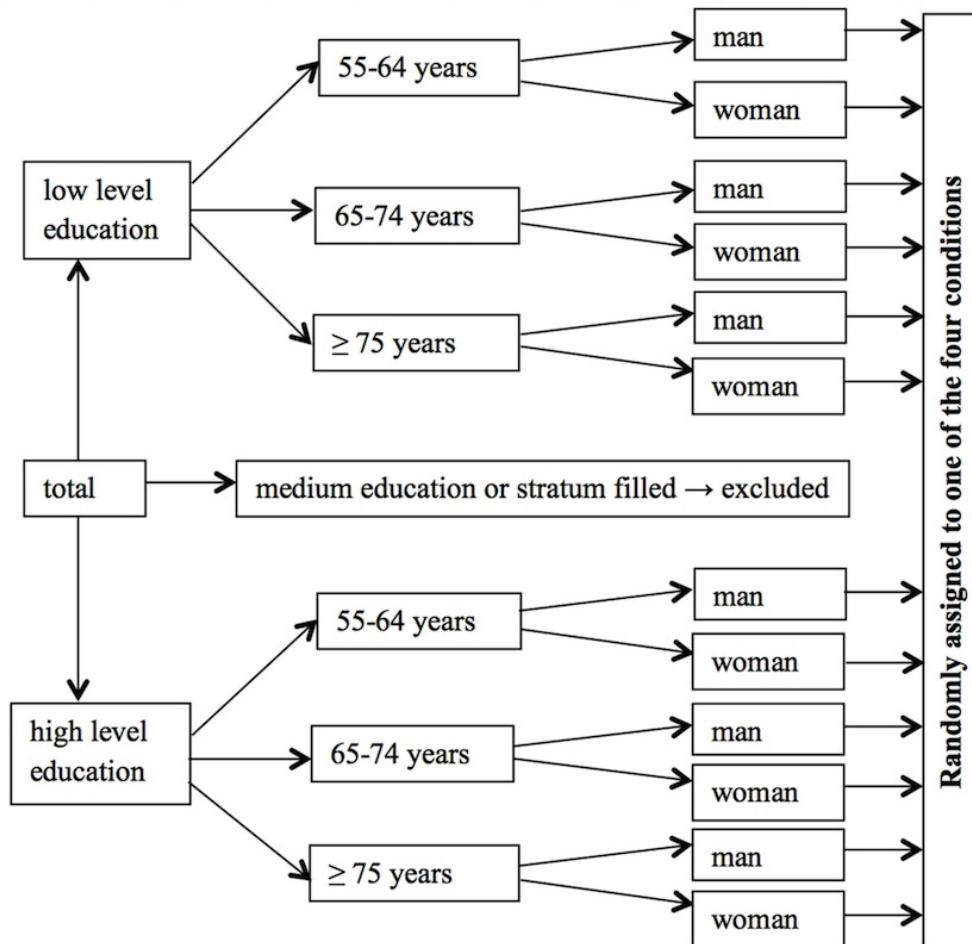 55-64 years
man
woman
low level
education
65-74 years
man
woman
≥ 75 years
man
woman
total
medium education or stratum filled → excluded
55-64 years
man
woman
high level
education
65-74 years
man
woman
≥ 75 years
man
woman
Randomly assigned to one of the four conditions